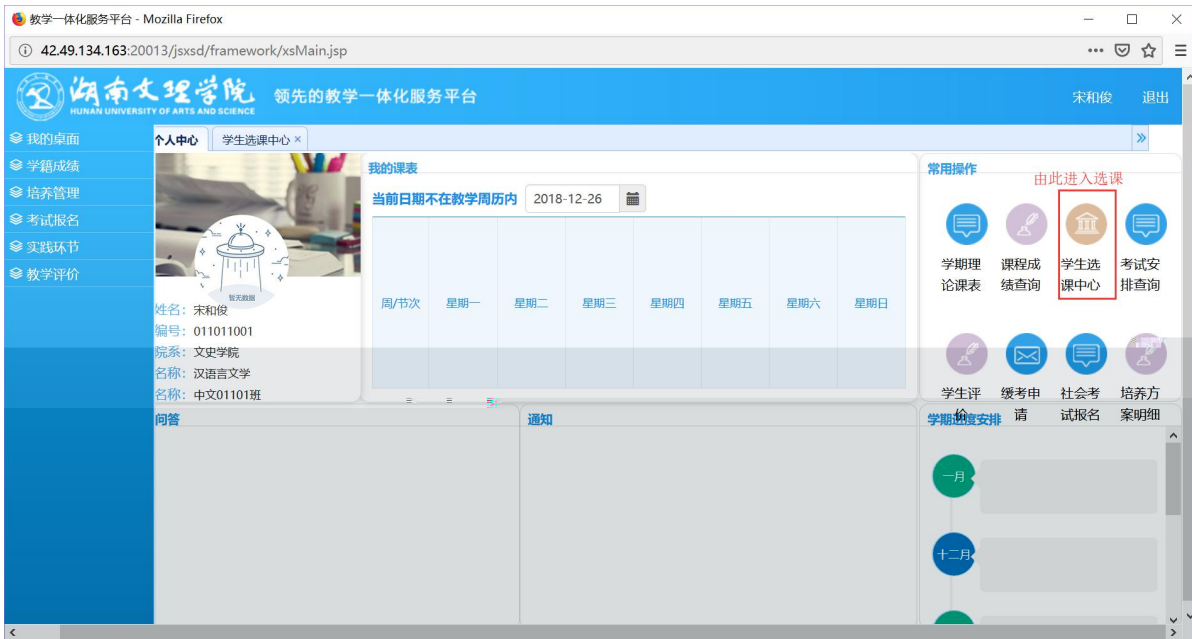 教学一体化服务平台 - Mozilla Firefox
42.49.134.163:20013/jsxsd/framework/xsMain.jsp
湖南文理学院
HUNAN UNIVERSITY OF ARTS AND SCIENCE
领先的教学一体化服务平台
宋和俊 退出
我的桌面
学籍成绩
培养管理
考试报名
实践环节
教学评价
个人中心 学生选课中心 ×
暂无数据
姓名：宋和俊
编号：011011001
院系：文史学院
名称：汉语言文学
名称：中文01101班
我的课表
当前日期不在教学周历内 2018-12-26
周/节次 星期一 星期二 星期三 星期四 星期五 星期六 星期日
常用操作
由此进入选课
学期理论课表
课程成绩查询
学生选课中心
考试安排查询
学生评价
缓考申请
社会考试报名
培养方案明细
问答
通知
学期进度安排
一月
十二月